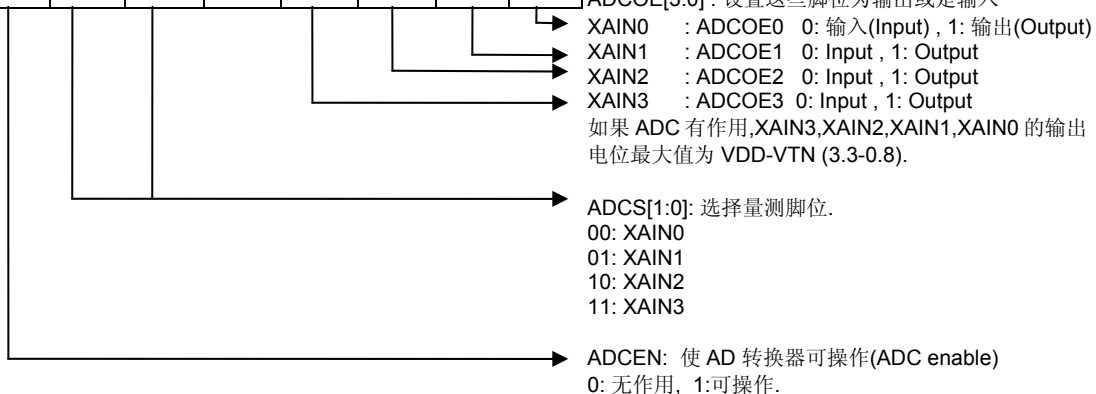 ADCOE[3:0] : 设置这些脚位为输出或是输入
XAIN0 : ADCOE0 0: 输入(Input) , 1: 输出(Output)
XAIN1 : ADCOE1 0: Input , 1: Output
XAIN2 : ADCOE2 0: Input , 1: Output
XAIN3 : ADCOE3 0: Input , 1: Output
如果 ADC 有作用,XAIN3,XAIN2,XAIN1,XAIN0 的输出
电位最大值为 VDD-VTN (3.3-0.8).
ADCS[1:0]: 选择量测脚位.
00: XAIN0
01: XAIN1
10: XAIN2
11: XAIN3
ADCEN: 使 AD 转换器可操作(ADC enable)
0: 无作用, 1:可操作.